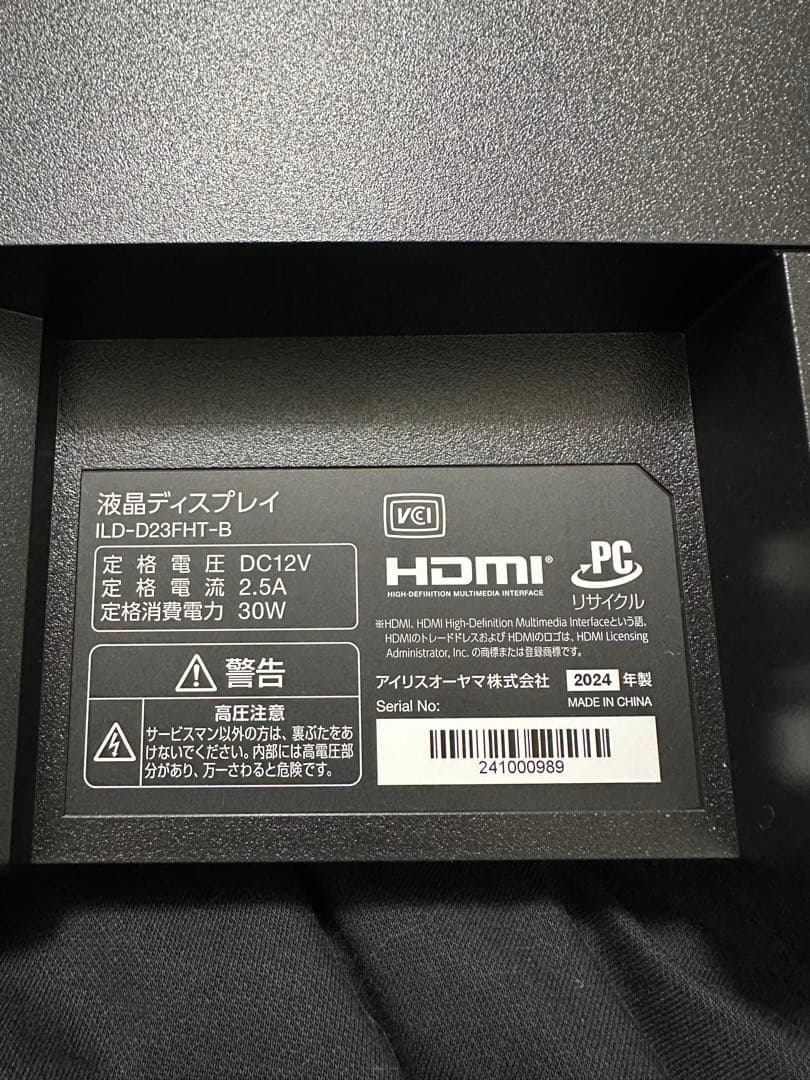 液晶ディスプレイ
ILD-D23FHT-B
定格電圧 DC12V
定格電流 2.5A
定格消費電力 30W
警告
高圧注意
サービスマン以外の方は、裏ぶたをあ
けないでください。内部には高電圧部
分があり、万一さわると危険です。
VCCI
HDMI®
HIGH-DEFINITION MULTIMEDIA INTERFACE
PC
リサイクル
※HDMI、HDMI High-Definition Multimedia Interfaceという語、
HDMIのトレードドレスおよび HDMIのロゴは、HDMI Licensing
Administrator, Inc. の商標または登録商標です。
アイリスオーヤマ株式会社 2024 年製
Serial No: MADE IN CHINA
241000989